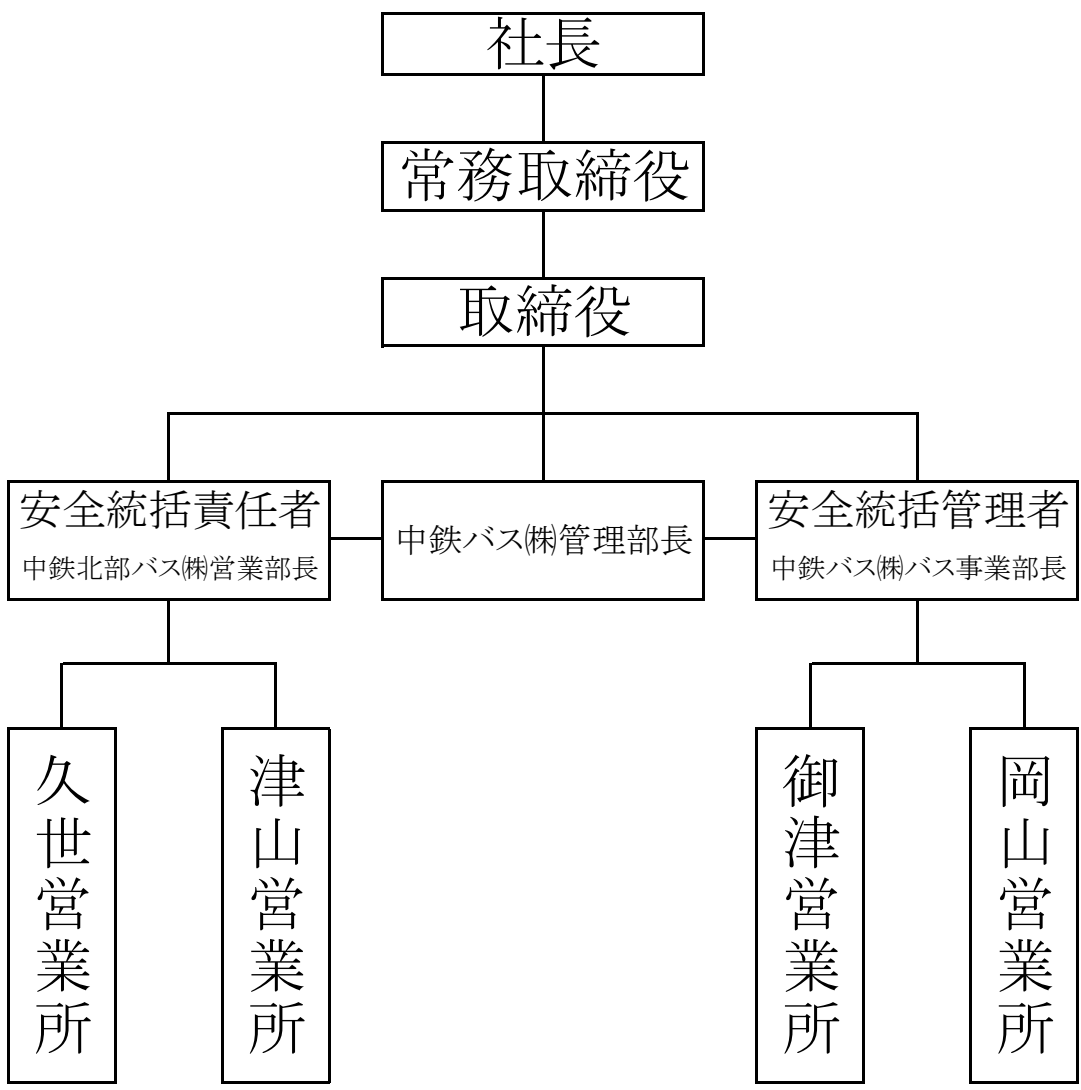 社長
常務取締役
取締役
安全統括責任者
中鉄北部バス㈱営業部長
中鉄バス㈱管理部長
安全統括管理者
中鉄バス㈱バス事業部長
久世営業所
津山営業所
御津営業所
岡山営業所